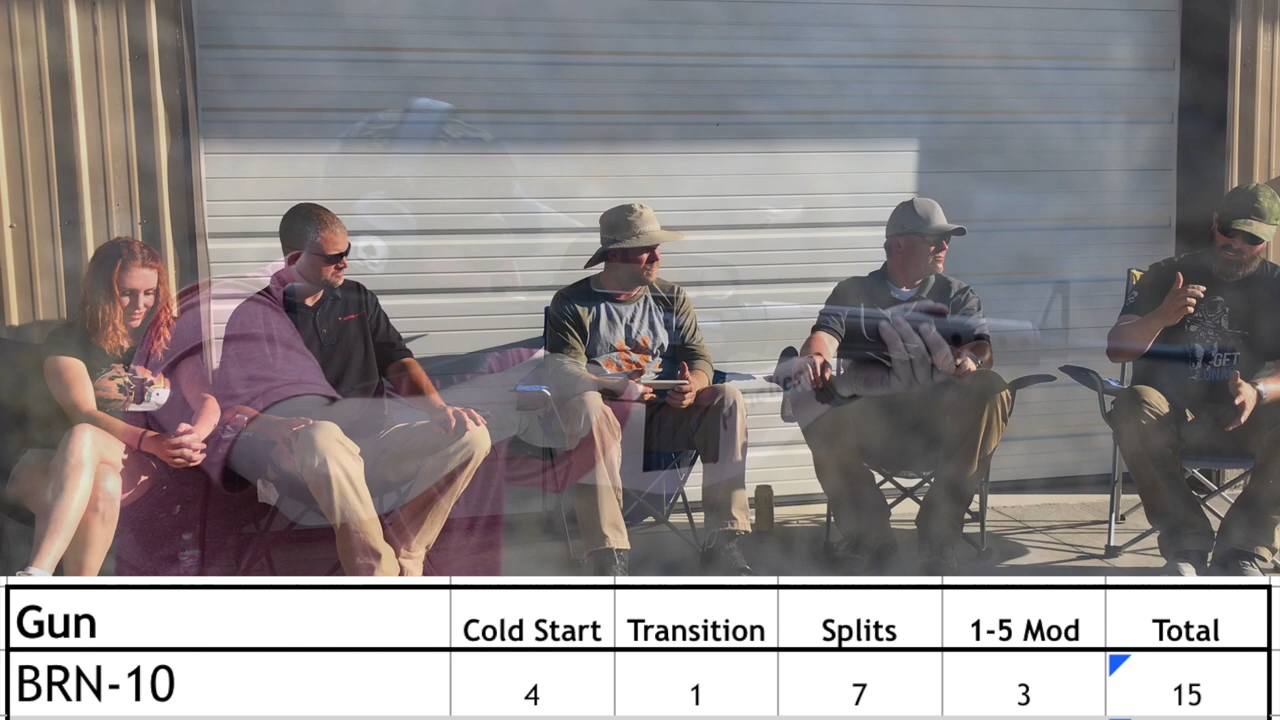 GET
Gun Cold Start Transition Splits 1-5 Mod Total
BRN-10 4 1 7 3 15